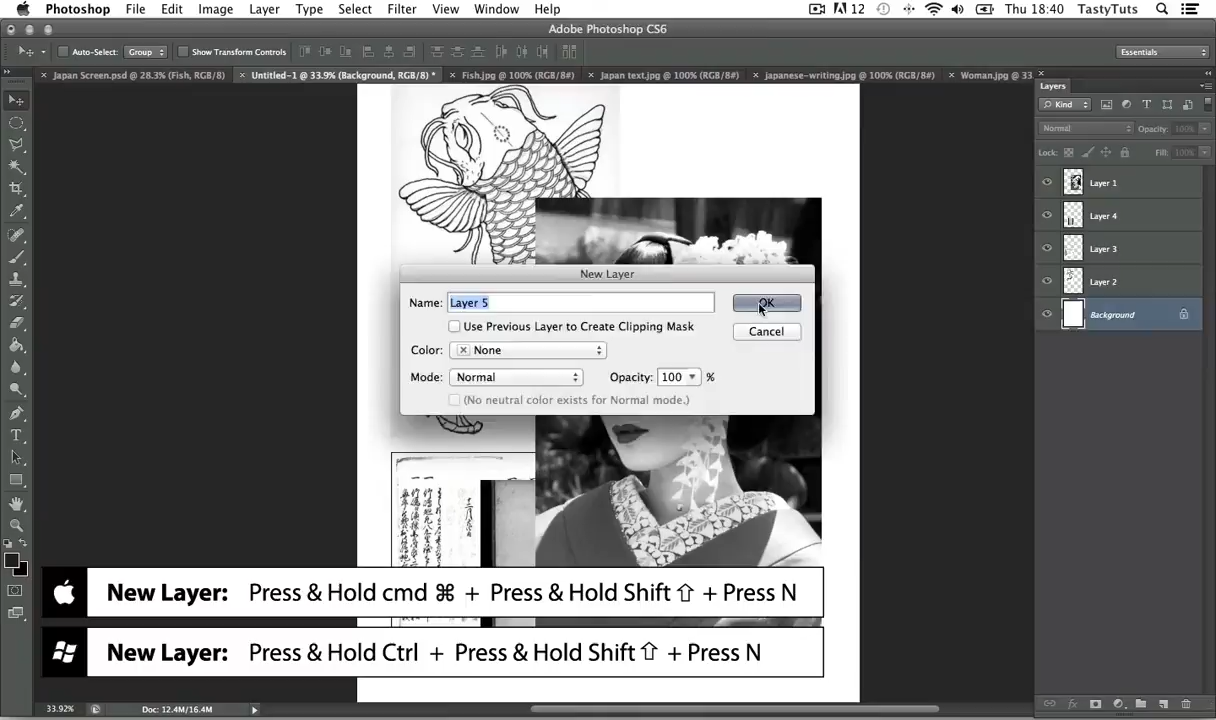 Photoshop File Edit Image Layer Type Select Filter View Window Help 12 Thu 18:40 TastyTuts
Adobe Photoshop CS6
Auto-Select: Group Show Transform Controls Essentials
Japan Screen.psd @ 28.3% (Fish, RGB/8) Untitled-1 @ 33.9% (Background, RGB/8) * Fish.jpg @ 100% (RGB/8#) Japan text.jpg @ 100% (RGB/8#) japanese-writing.jpg @ 100% (RGB/8#) Woman.jpg @ 33
Layers
Kind
Normal Opacity: 100%
Lock: Fill: 100%
Layer 1
Layer 4
Layer 3
Layer 2
Background
New Layer
Name: Layer 5 OK
Use Previous Layer to Create Clipping Mask
Cancel
Color: None
Mode: Normal Opacity: 100 %
(No neutral color exists for Normal mode.)
New Layer: Press & Hold cmd ⌘ + Press & Hold Shift ⇧ + Press N
New Layer: Press & Hold Ctrl + Press & Hold Shift ⇧ + Press N
33.92% Doc: 12.4M/16.4M